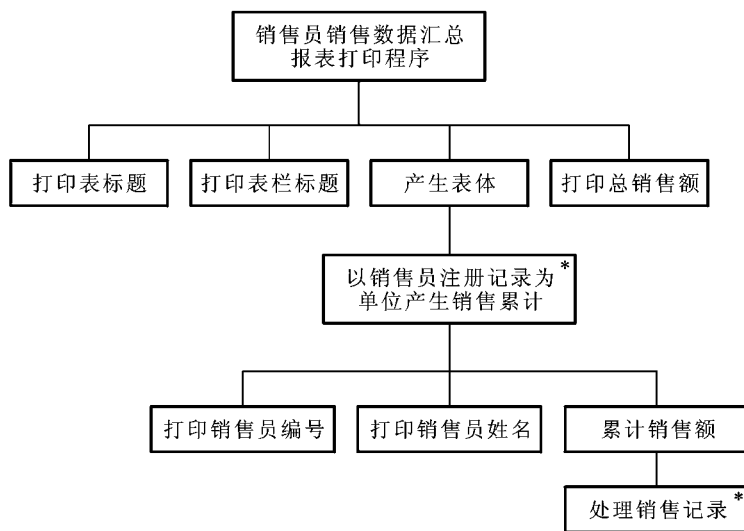 销售员销售数据汇总
报表打印程序
打印表标题
打印表栏标题
产生表体
打印总销售额
以销售员注册记录为*
单位产生销售累计
打印销售员编号
打印销售员姓名
累计销售额
处理销售记录*